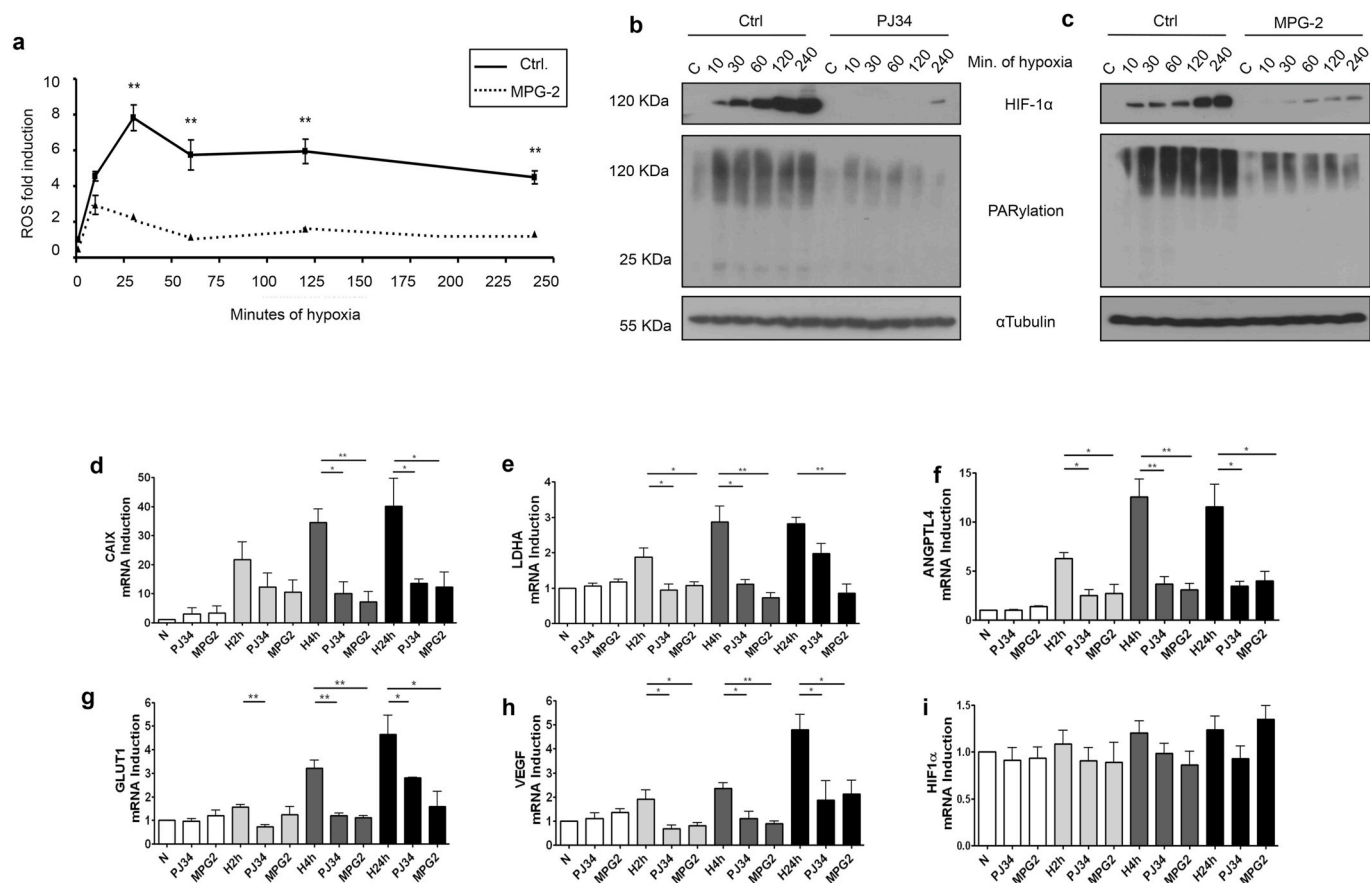 a
Ctrl.
MPG-2
ROS fold induction
10
8
6
4
2
0
**
**
**
**
0 25 50 75 100 125 150 175 200 225 250
Minutes of hypoxia
b
Ctrl PJ34
C 10 30 60 120 240 C 10 30 60 120 240
120 KDa
120 KDa
25 KDa
55 KDa
Min. of hypoxia
HIF-1α
PARylation
αTubulin
c
Ctrl MPG-2
C 10 30 60 120 240 C 10 30 60 120 240
d
CAIX
mRNA Induction
50
40
30
20
10
0
** *
* *
N PJ34 MPG2 H2h PJ34 MPG2 H4h PJ34 MPG2 H24h PJ34 MPG2
e
LDHA
mRNA Induction
4
3
2
1
0
* ** **
* *
N PJ34 MPG2 H2h PJ34 MPG2 H4h PJ34 MPG2 H24h PJ34 MPG2
f
ANGPTL4
mRNA Induction
15
10
5
0
* ** *
* ** *
N PJ34 MPG2 H2h PJ34 MPG2 H4h PJ34 MPG2 H24h PJ34 MPG2
g
GLUT1
mRNA Induction
6
5
4
3
2
1
0
** *
** ** *
N PJ34 MPG2 H2h PJ34 MPG2 H4h PJ34 MPG2 H24h PJ34 MPG2
h
VEGF
mRNA Induction
6
5
4
3
2
1
0
* ** *
* * *
N PJ34 MPG2 H2h PJ34 MPG2 H4h PJ34 MPG2 H24h PJ34 MPG2
i
HIF1α
mRNA Induction
1.5
1.0
0.5
0.0
N PJ34 MPG2 H2h PJ34 MPG2 H4h PJ34 MPG2 H24h PJ34 MPG2